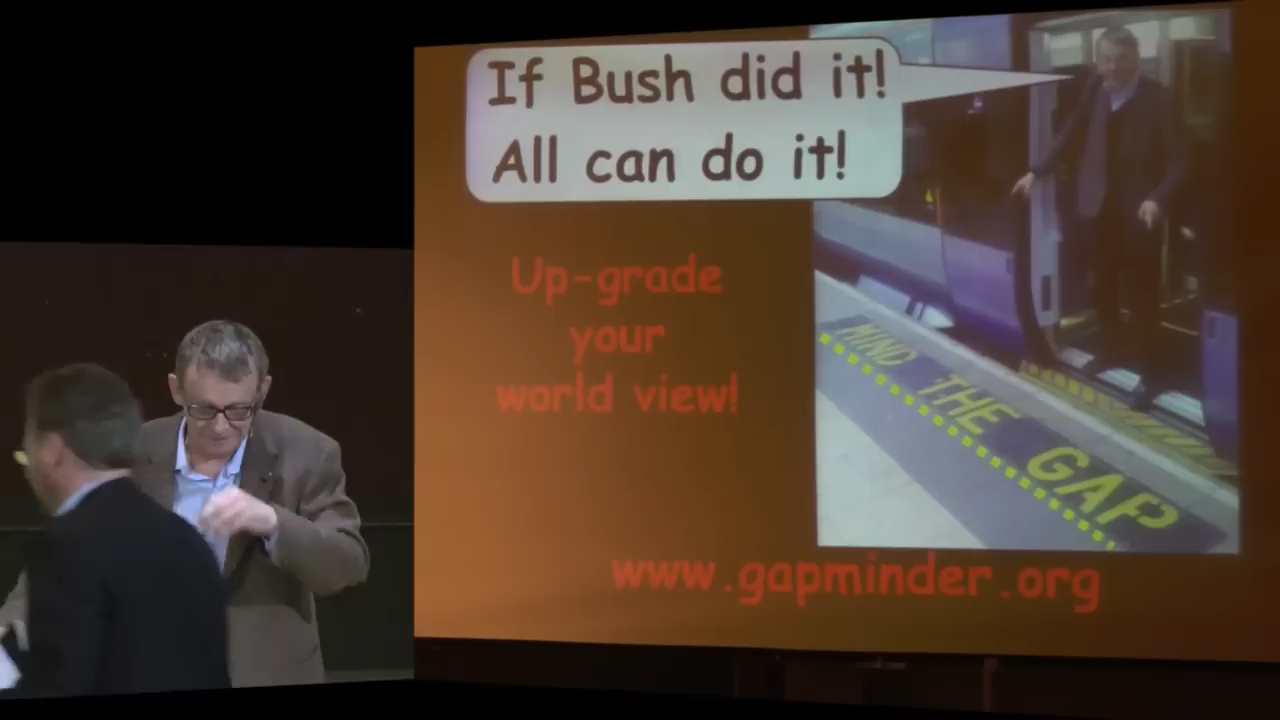 If Bush did it!
All can do it!
Up-grade
your
world view!
MIND THE GAP
www.gapminder.org